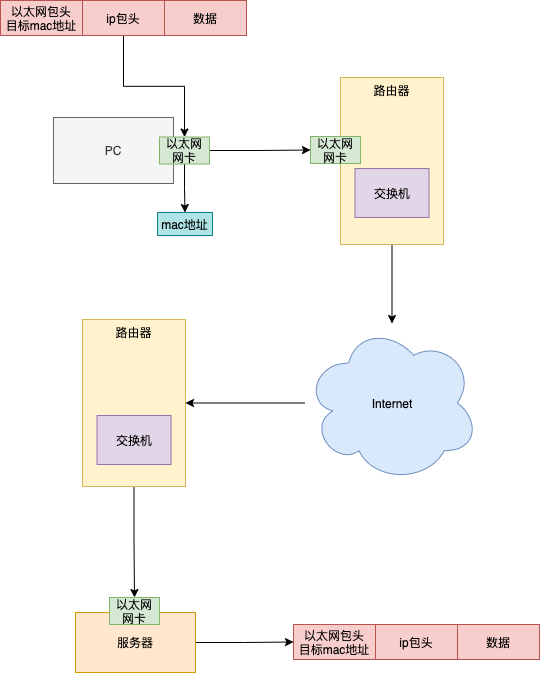 以太网包头
目标mac地址
ip包头
数据
路由器
PC
以太网
网卡
以太网
网卡
交换机
mac地址
路由器
Internet
交换机
以太网
网卡
服务器
以太网包头
目标mac地址
ip包头
数据